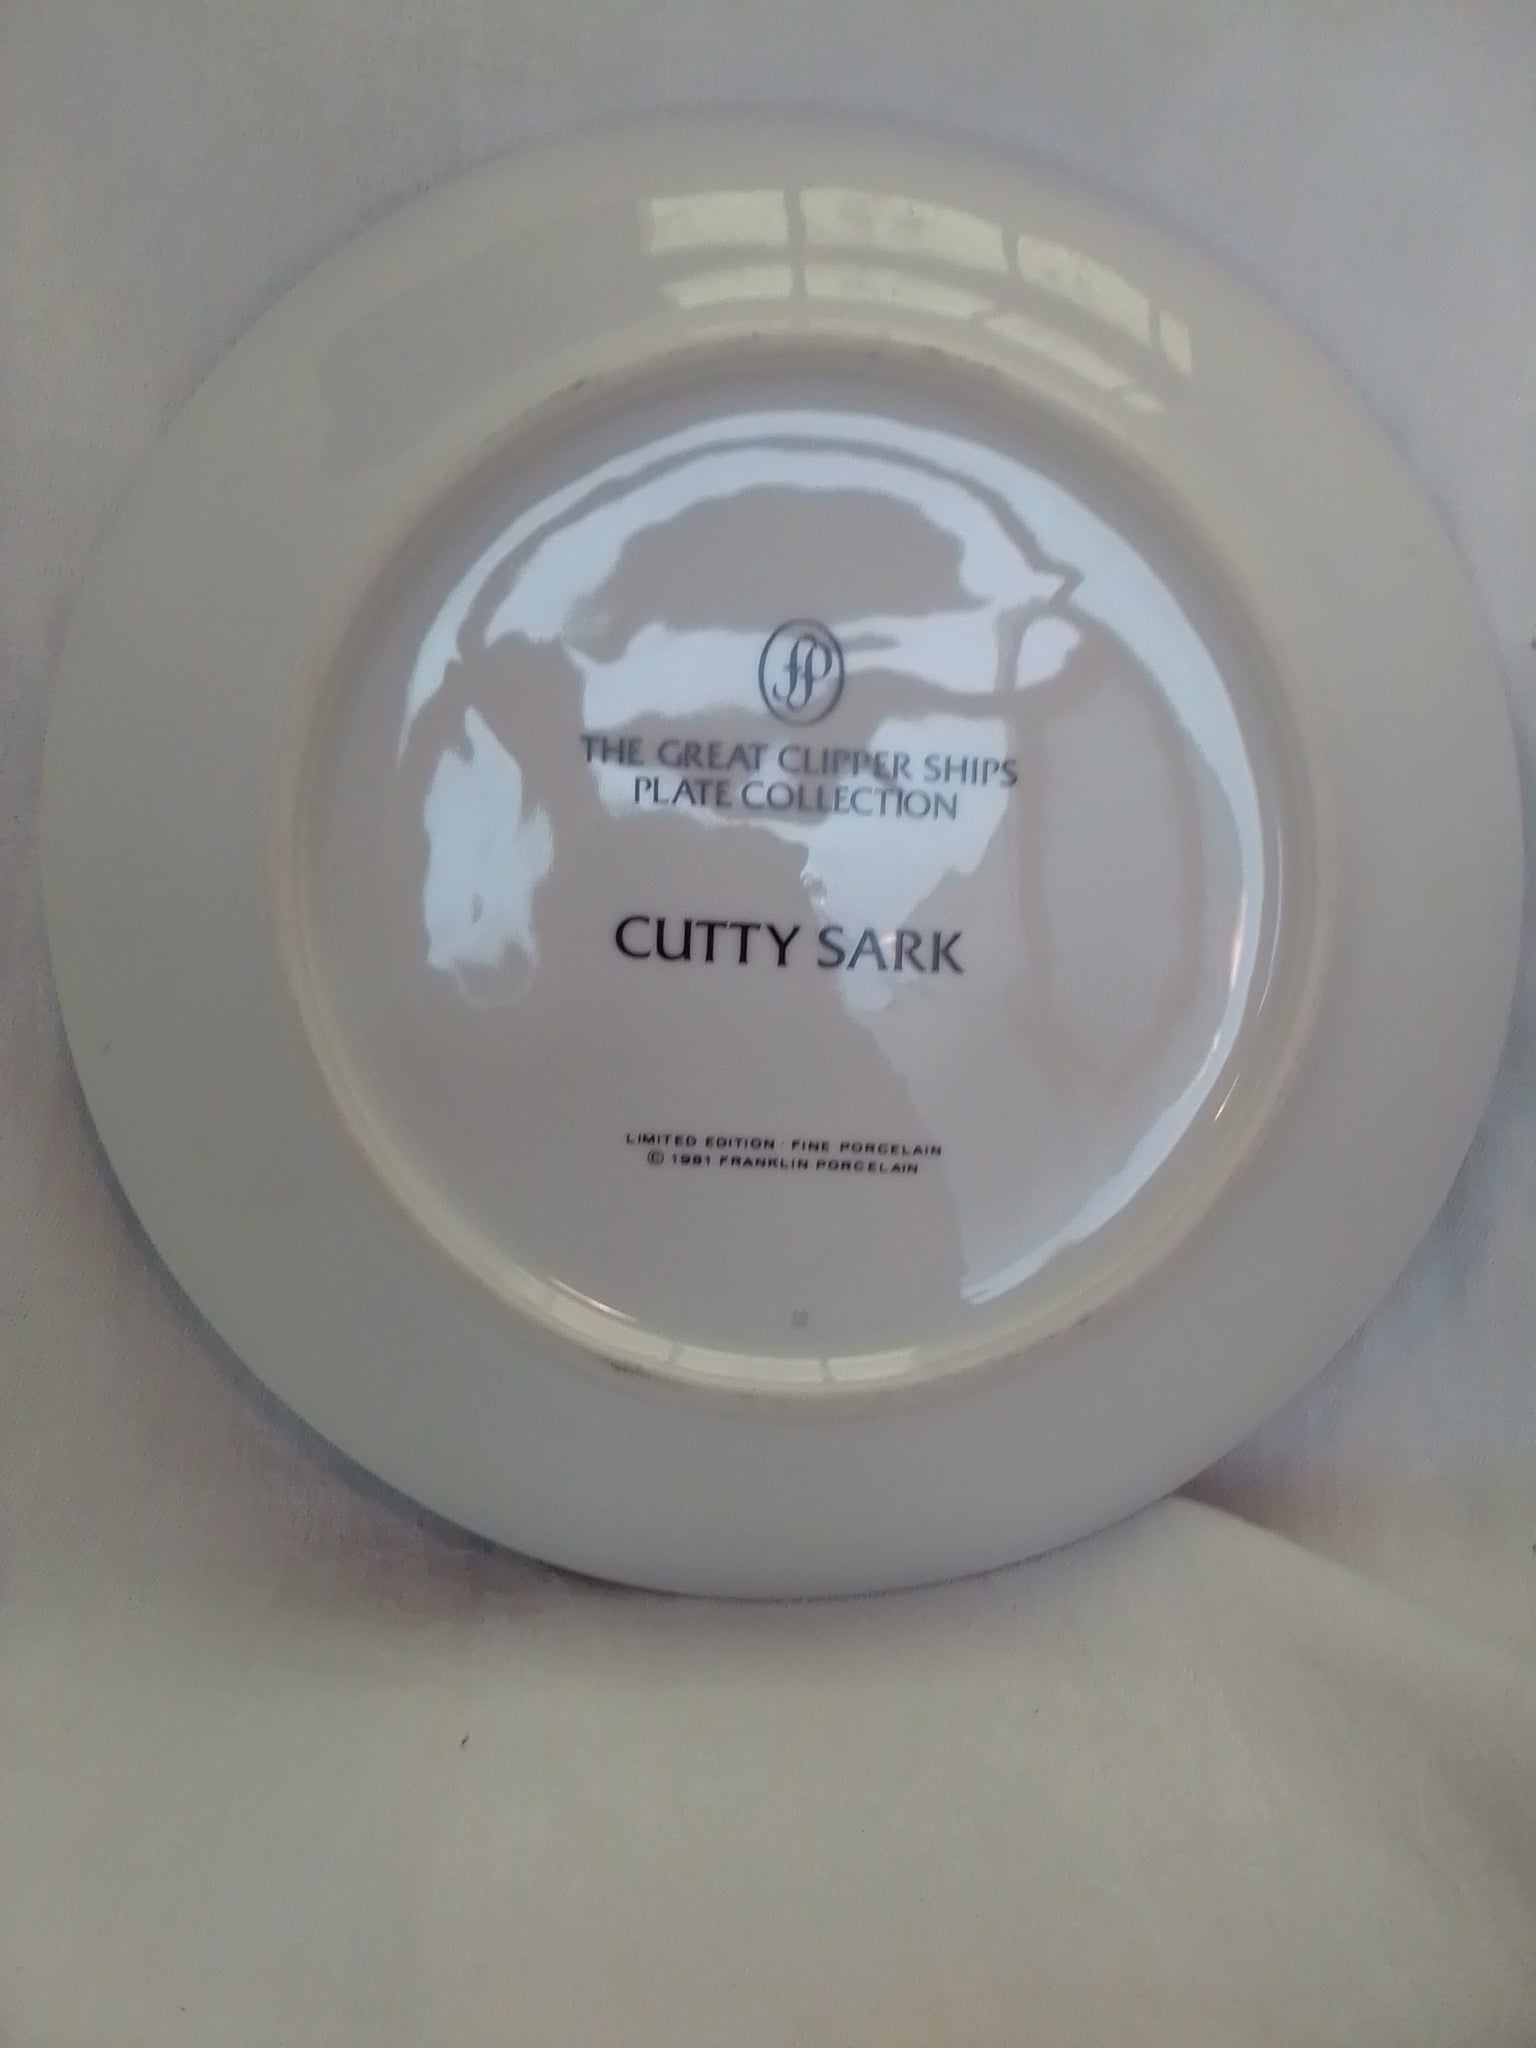 FP
THE GREAT CLIPPER SHIPS
PLATE COLLECTION
CUTTY SARK
LIMITED EDITION · FINE PORCELAIN
© 1981 FRANKLIN PORCELAIN